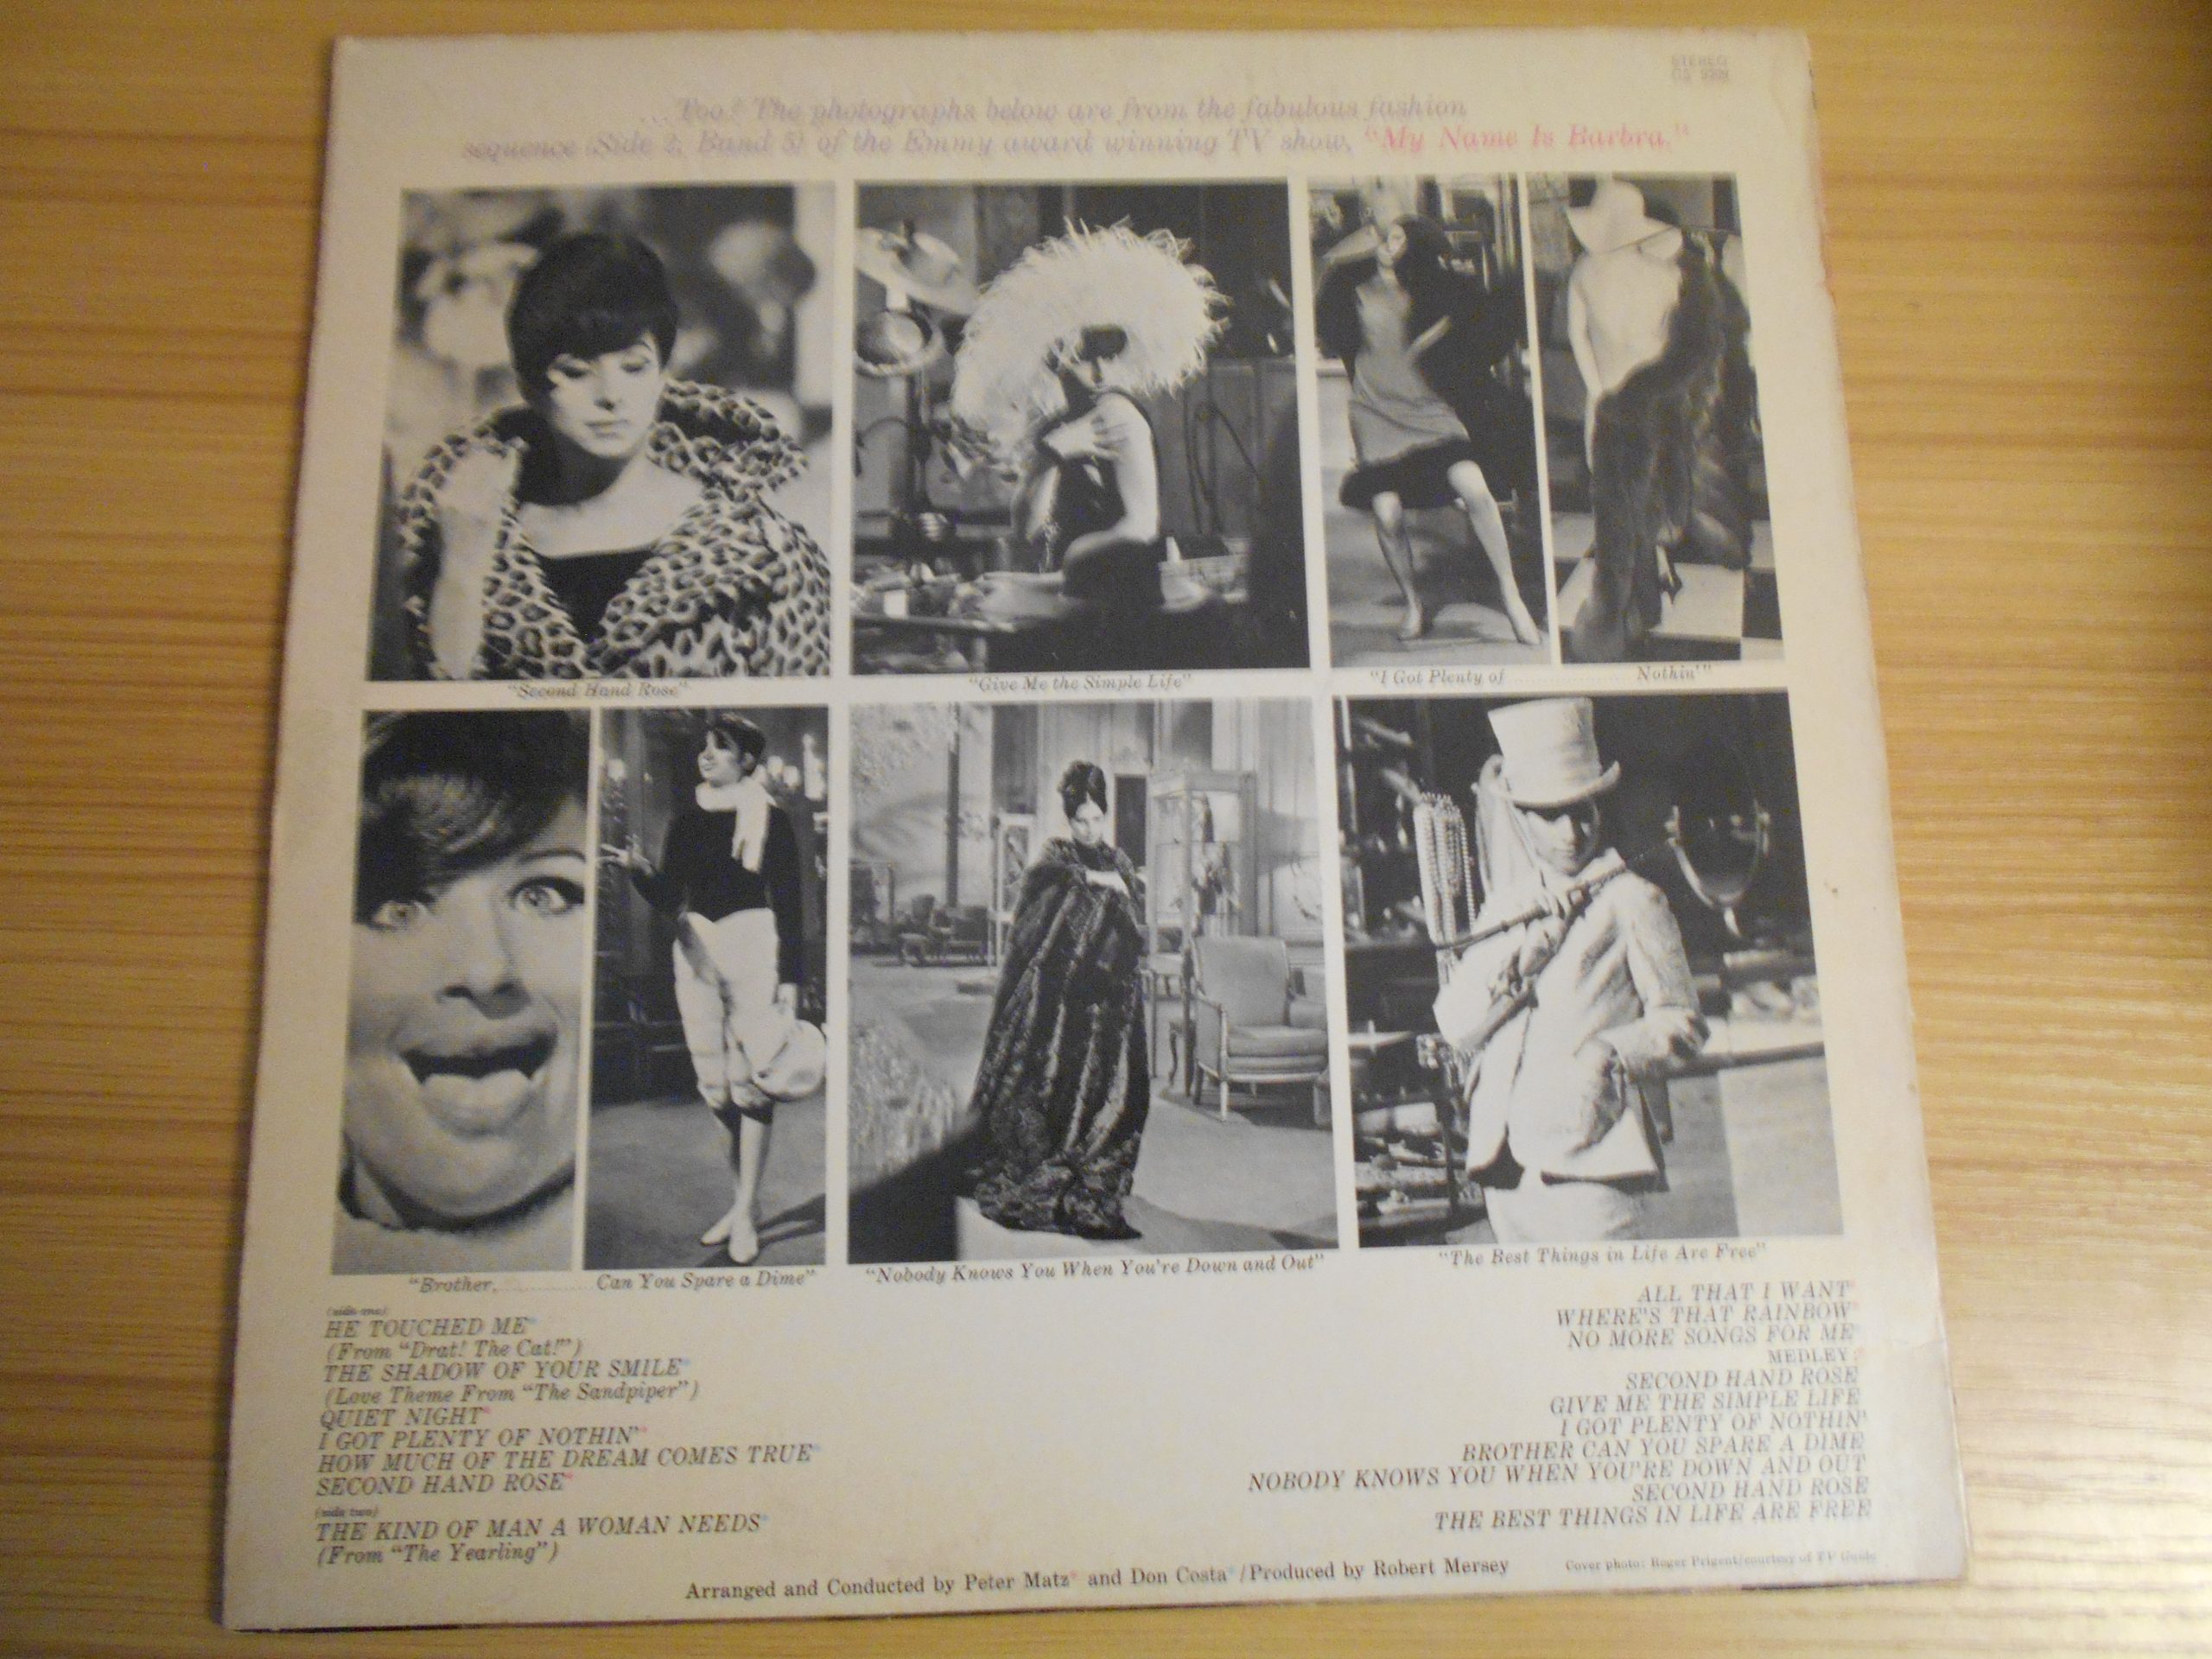 STEREO
...Too! The photographs below are from the fabulous fashion
sequence (Side 2, Band 5) of the Emmy award winning TV show, "My Name Is Barbra."
"Second Hand Rose"
"Give Me the Simple Life"
"I Got Plenty of .................... Nothin'"
"Brother, ............... Can You Spare a Dime"
"Nobody Knows You When You're Down and Out"
"The Best Things in Life Are Free"
(side one)
HE TOUCHED ME*
(From "Drat! The Cat!")
THE SHADOW OF YOUR SMILE*
(Love Theme From "The Sandpiper")
QUIET NIGHT*
I GOT PLENTY OF NOTHIN'*
HOW MUCH OF THE DREAM COMES TRUE*
SECOND HAND ROSE*
(side two)
THE KIND OF MAN A WOMAN NEEDS*
(From "The Yearling")
ALL THAT I WANT*
WHERE'S THAT RAINBOW*
NO MORE SONGS FOR ME*
MEDLEY:*
SECOND HAND ROSE
GIVE ME THE SIMPLE LIFE
I GOT PLENTY OF NOTHIN'
BROTHER CAN YOU SPARE A DIME
NOBODY KNOWS YOU WHEN YOU'RE DOWN AND OUT
SECOND HAND ROSE
THE BEST THINGS IN LIFE ARE FREE
Arranged and Conducted by Peter Matz* and Don Costa*/Produced by Robert Mersey
Cover photo: Roger Prigent/courtesy of TV Guide